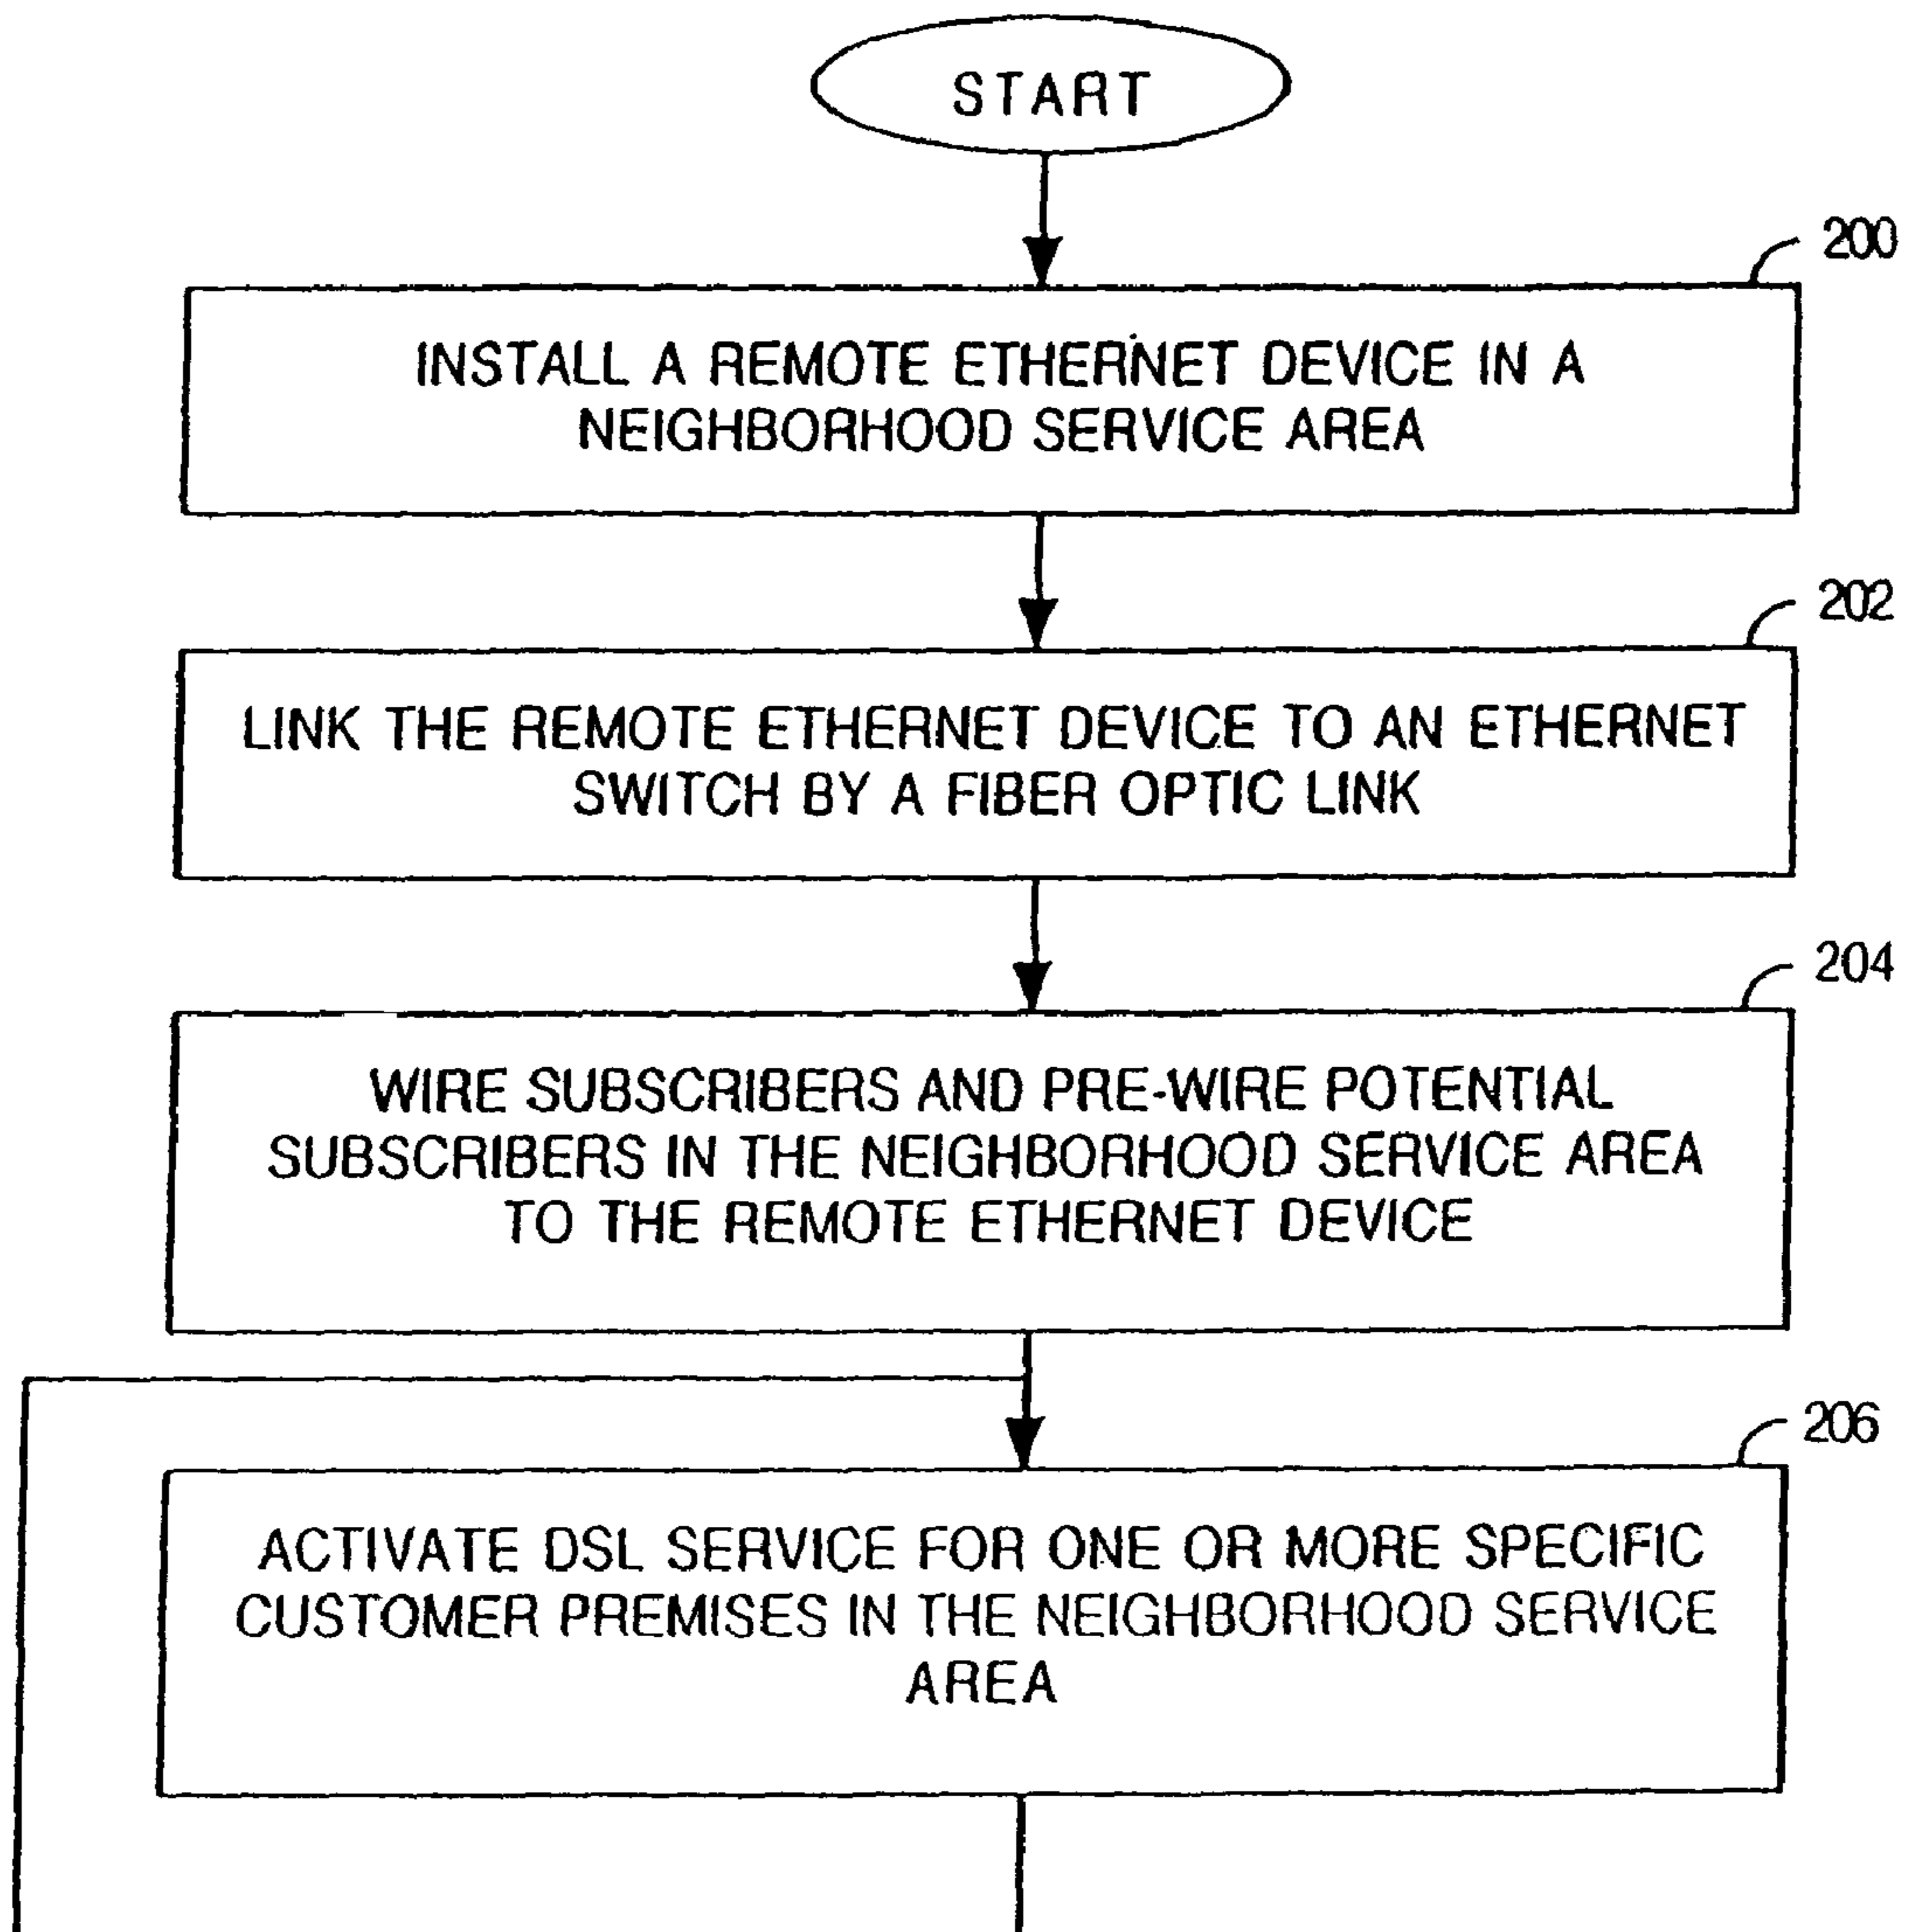 START
200
INSTALL A REMOTE ETHERNET DEVICE IN A
NEIGHBORHOOD SERVICE AREA
202
LINK THE REMOTE ETHERNET DEVICE TO AN ETHERNET
SWITCH BY A FIBER OPTIC LINK
204
WIRE SUBSCRIBERS AND PRE-WIRE POTENTIAL
SUBSCRIBERS IN THE NEIGHBORHOOD SERVICE AREA
TO THE REMOTE ETHERNET DEVICE
206
ACTIVATE DSL SERVICE FOR ONE OR MORE SPECIFIC
CUSTOMER PREMISES IN THE NEIGHBORHOOD SERVICE
AREA